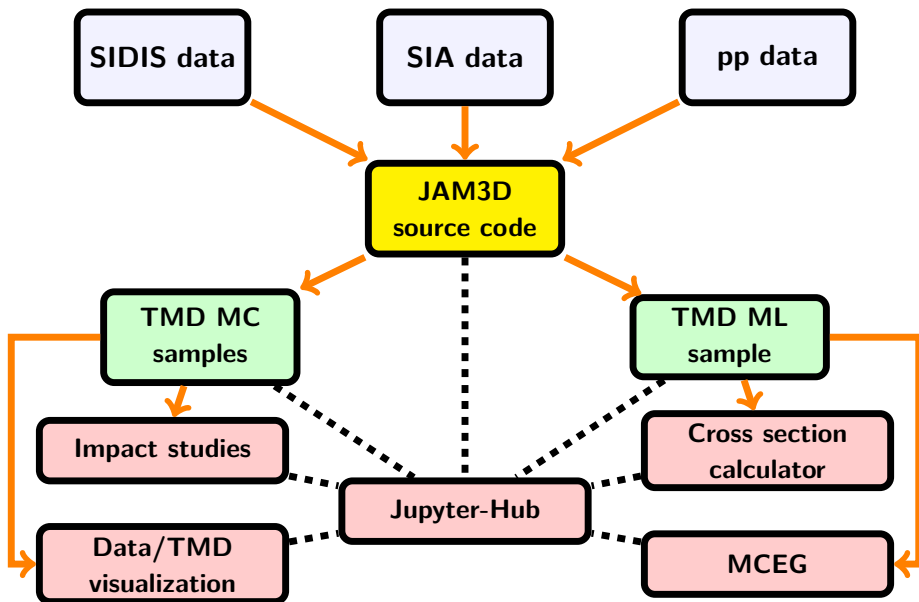 SIDIS data
SIA data
pp data
JAM3D
source code
TMD MC
samples
TMD ML
sample
Impact studies
Cross section
calculator
Jupyter-Hub
Data/TMD
visualization
MCEG